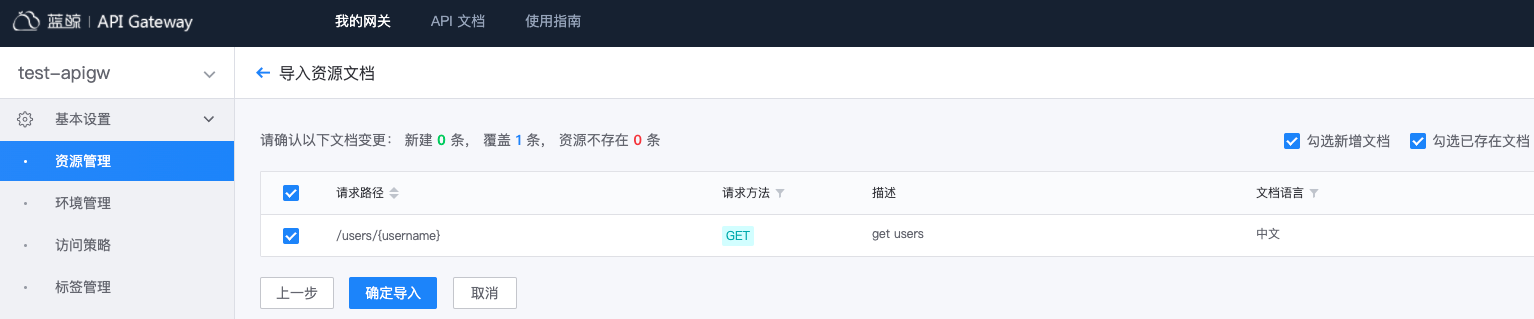 蓝鲸 | API Gateway 我的网关 API 文档 使用指南
test-apigw
导入资源文档
基本设置
资源管理
环境管理
访问策略
标签管理
请确认以下文档变更： 新建 0 条， 覆盖 1 条， 资源不存在 0 条
勾选新增文档 勾选已存在文档
请求路径 请求方法 描述 文档语言
/users/{username} GET get users 中文
上一步 确定导入 取消